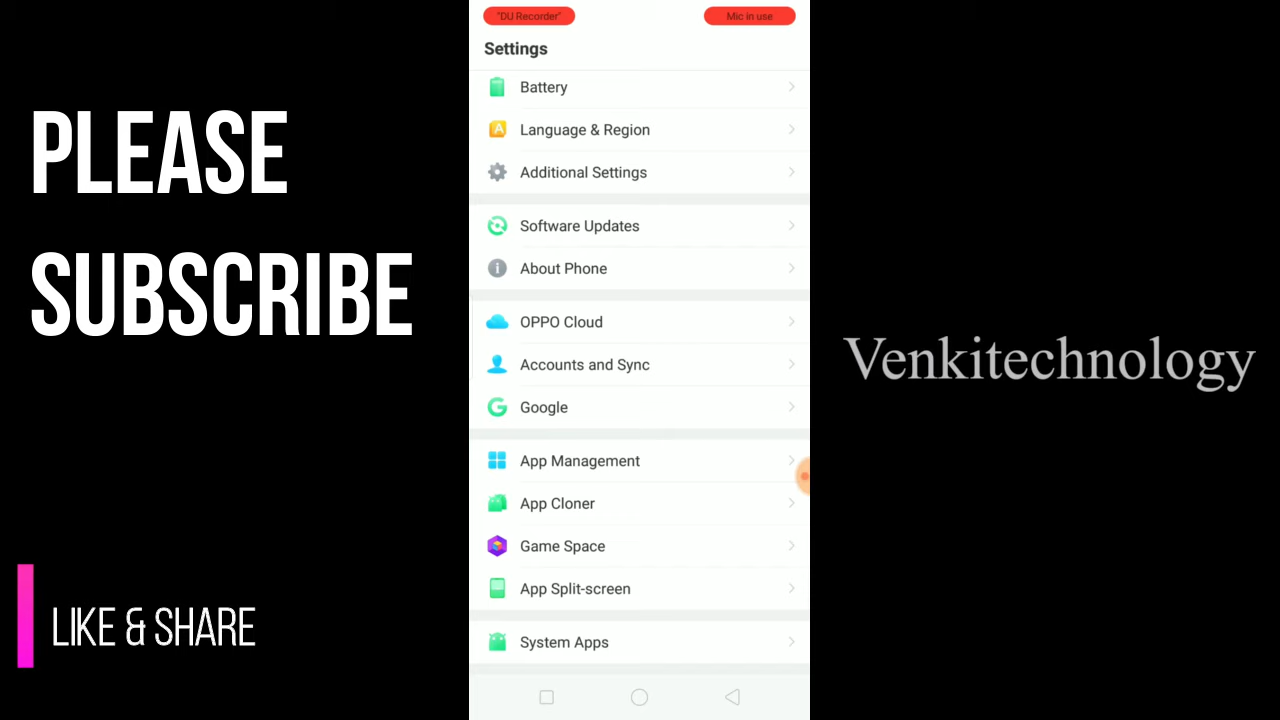 "DU Recorder"
Mic in use
Settings
Battery
Language & Region
Additional Settings
Software Updates
About Phone
OPPO Cloud
Accounts and Sync
Google
App Management
App Cloner
Game Space
App Split-screen
System Apps
PLEASE
SUBSCRIBE
LIKE & SHARE
Venkitechnology